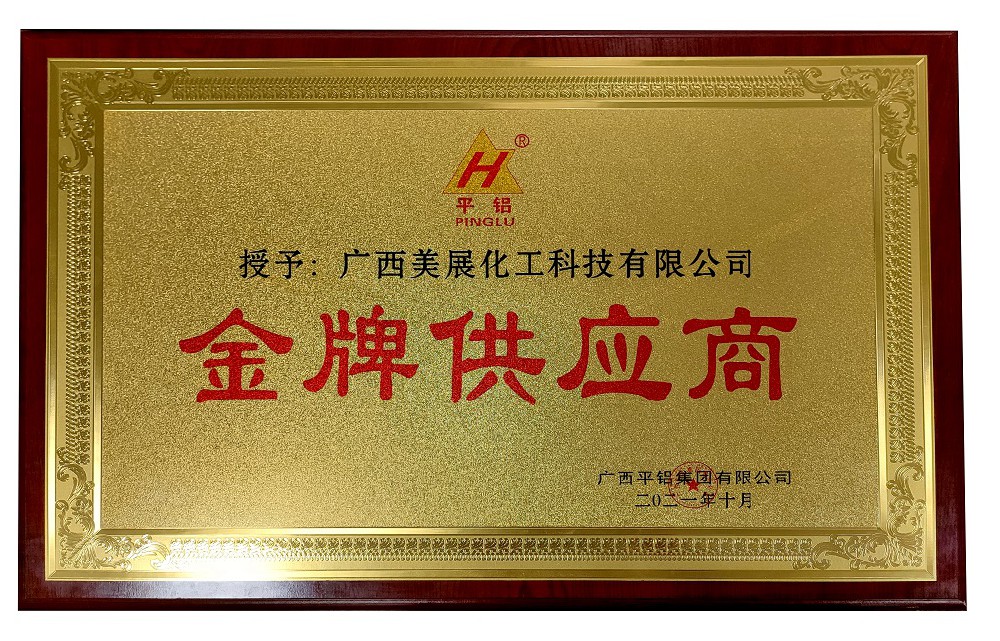 H ®
平 铝
PINGLU
授予：广西美展化工科技有限公司
金牌供应商
广西平铝集团有限公司
二〇二一年十月